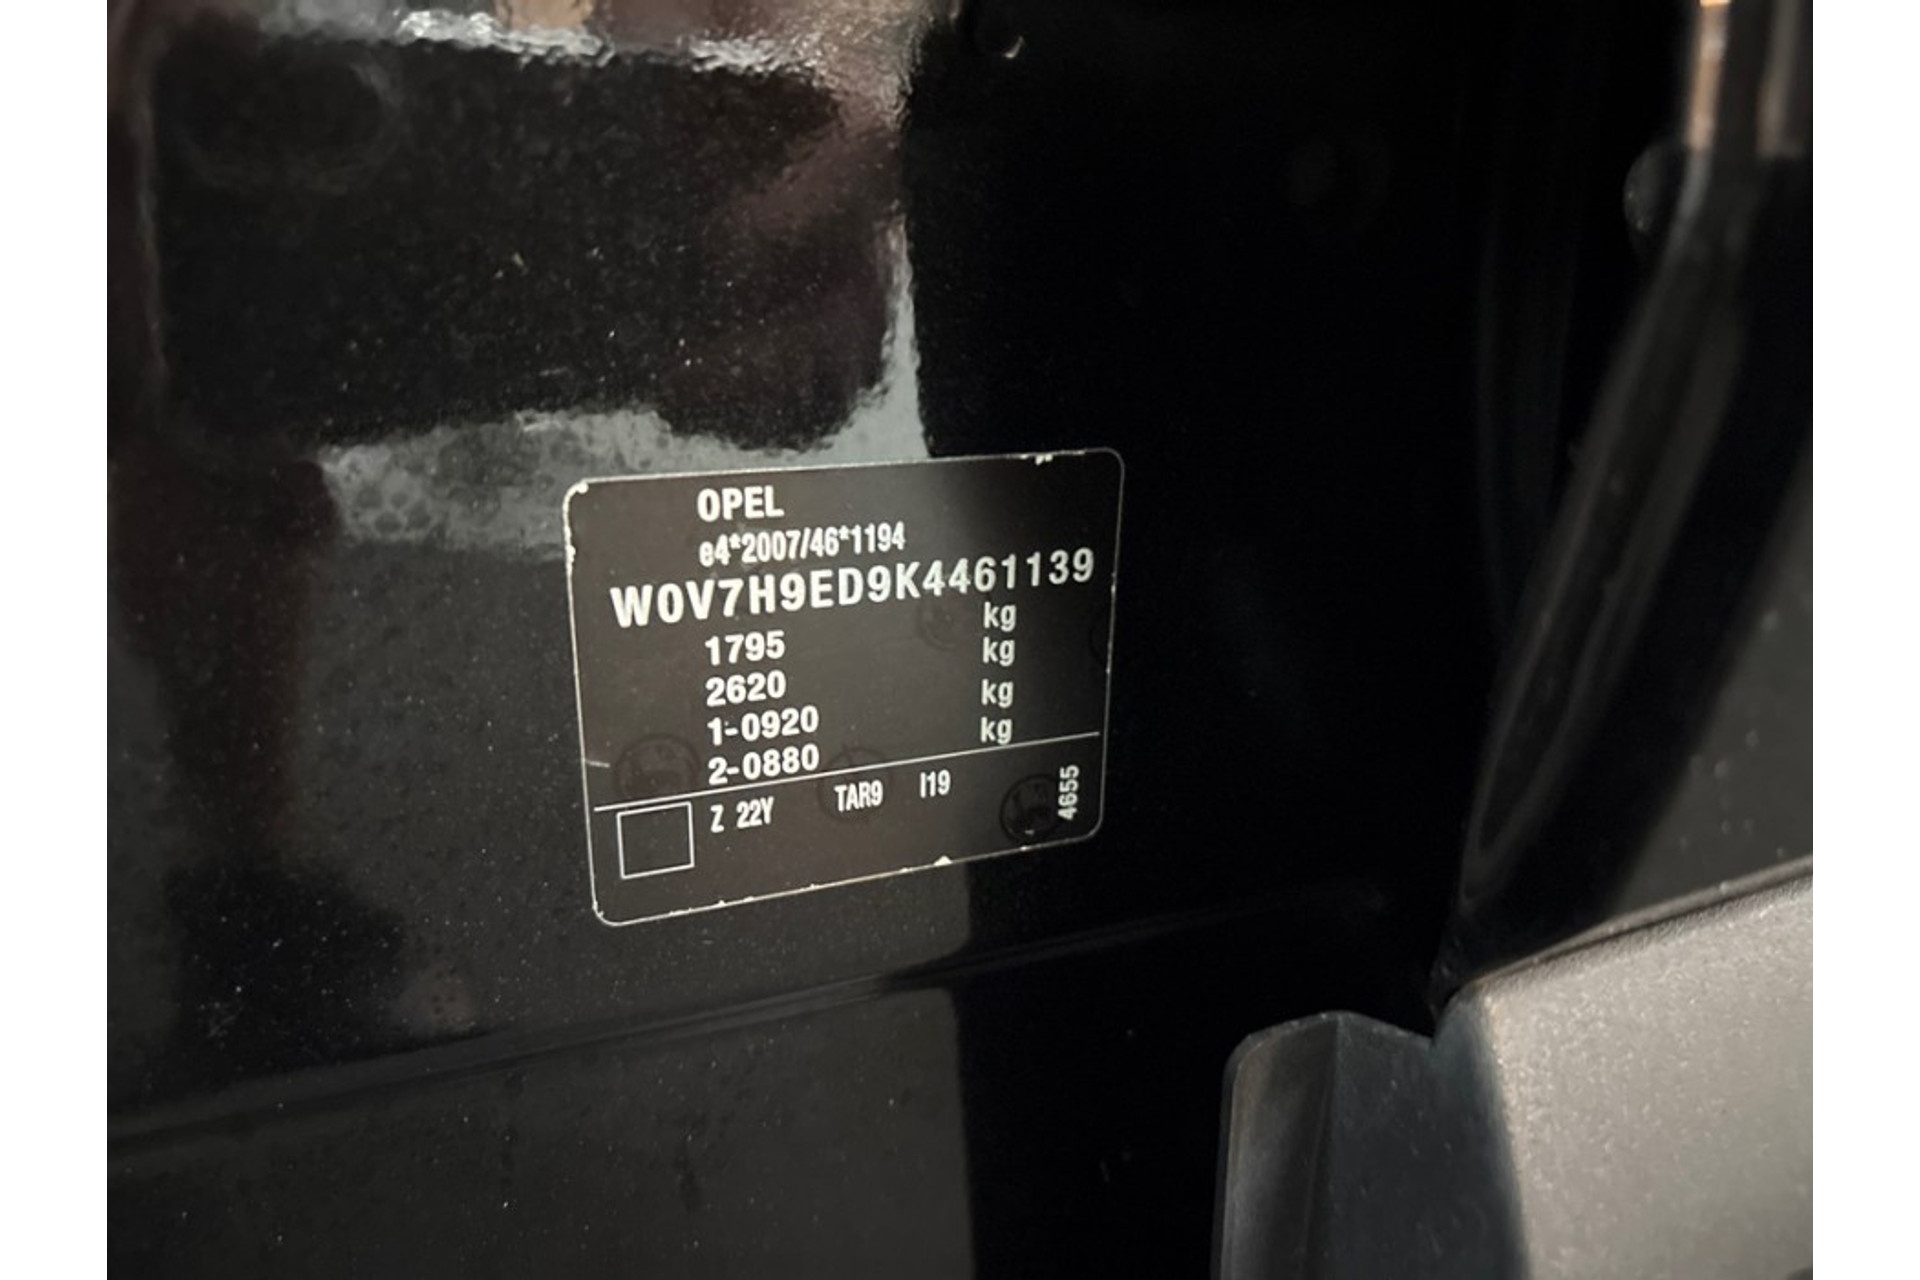 OPEL
e4*2007/46*1194
W0V7H9ED9K4461139
1795 kg
2620 kg
1-0920 kg
2-0880 kg
Z 22Y TAR9 I19 4655